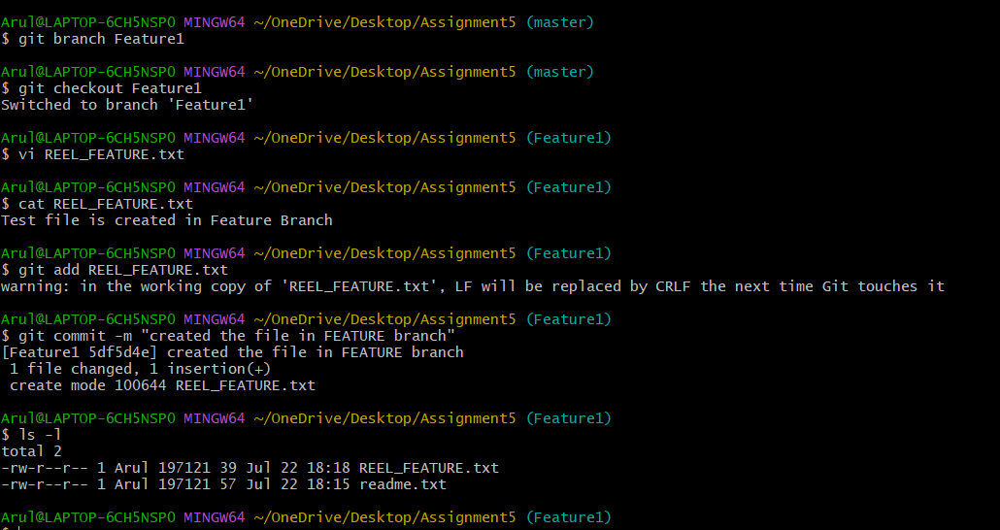 Arul@LAPTOP-6CH5NSP0 MINGW64 ~/OneDrive/Desktop/Assignment5 (master)
$ git branch Feature1
Arul@LAPTOP-6CH5NSP0 MINGW64 ~/OneDrive/Desktop/Assignment5 (master)
$ git checkout Feature1
Switched to branch 'Feature1'
Arul@LAPTOP-6CH5NSP0 MINGW64 ~/OneDrive/Desktop/Assignment5 (Feature1)
$ vi REEL_FEATURE.txt
Arul@LAPTOP-6CH5NSP0 MINGW64 ~/OneDrive/Desktop/Assignment5 (Feature1)
$ cat REEL_FEATURE.txt
Test file is created in Feature Branch
Arul@LAPTOP-6CH5NSP0 MINGW64 ~/OneDrive/Desktop/Assignment5 (Feature1)
$ git add REEL_FEATURE.txt
warning: in the working copy of 'REEL_FEATURE.txt', LF will be replaced by CRLF the next time Git touches it
Arul@LAPTOP-6CH5NSP0 MINGW64 ~/OneDrive/Desktop/Assignment5 (Feature1)
$ git commit -m "created the file in FEATURE branch"
[Feature1 5df5d4e] created the file in FEATURE branch
 1 file changed, 1 insertion(+)
 create mode 100644 REEL_FEATURE.txt
Arul@LAPTOP-6CH5NSP0 MINGW64 ~/OneDrive/Desktop/Assignment5 (Feature1)
$ ls -l
total 2
-rw-r--r-- 1 Arul 197121 39 Jul 22 18:18 REEL_FEATURE.txt
-rw-r--r-- 1 Arul 197121 57 Jul 22 18:15 readme.txt
Arul@LAPTOP-6CH5NSP0 MINGW64 ~/OneDrive/Desktop/Assignment5 (Feature1)
$